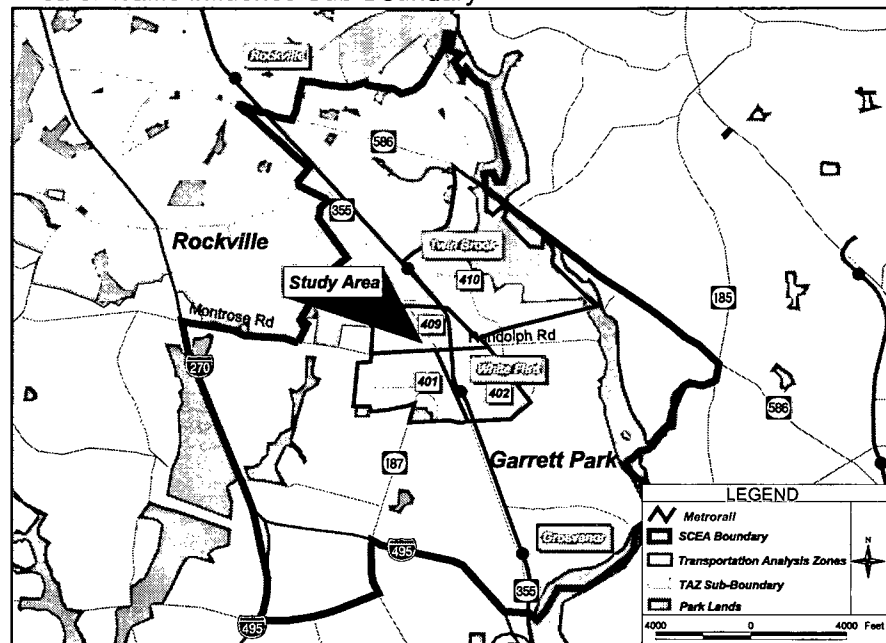 Rockville
586
355
Rockville
Twin Brook
Study Area
410
185
409
Montrose Rd
Randolph Rd
270
White Flint
401
402
586
187
Garrett Park
LEGEND
Metrorail
SCEA Boundary
Transportation Analysis Zones
TAZ Sub-Boundary
Park Lands
N
Grosvenor
495
355
495
4000 0 4000 Feet